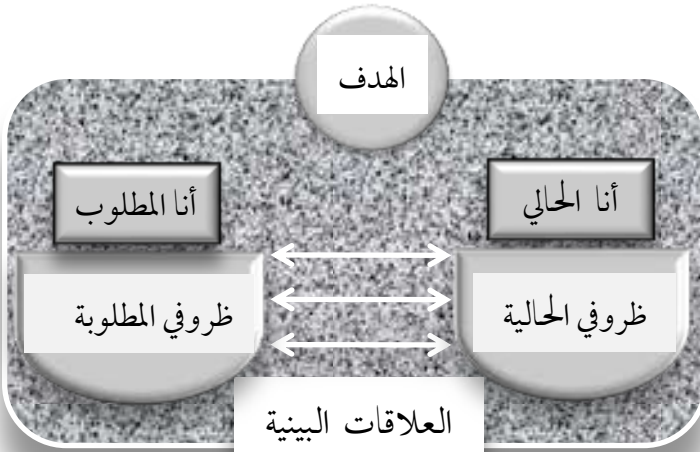 الهدف
أنا الحالي
أنا المطلوب
ظروفي الحالية
ظروفي المطلوبة
العلاقات البينية